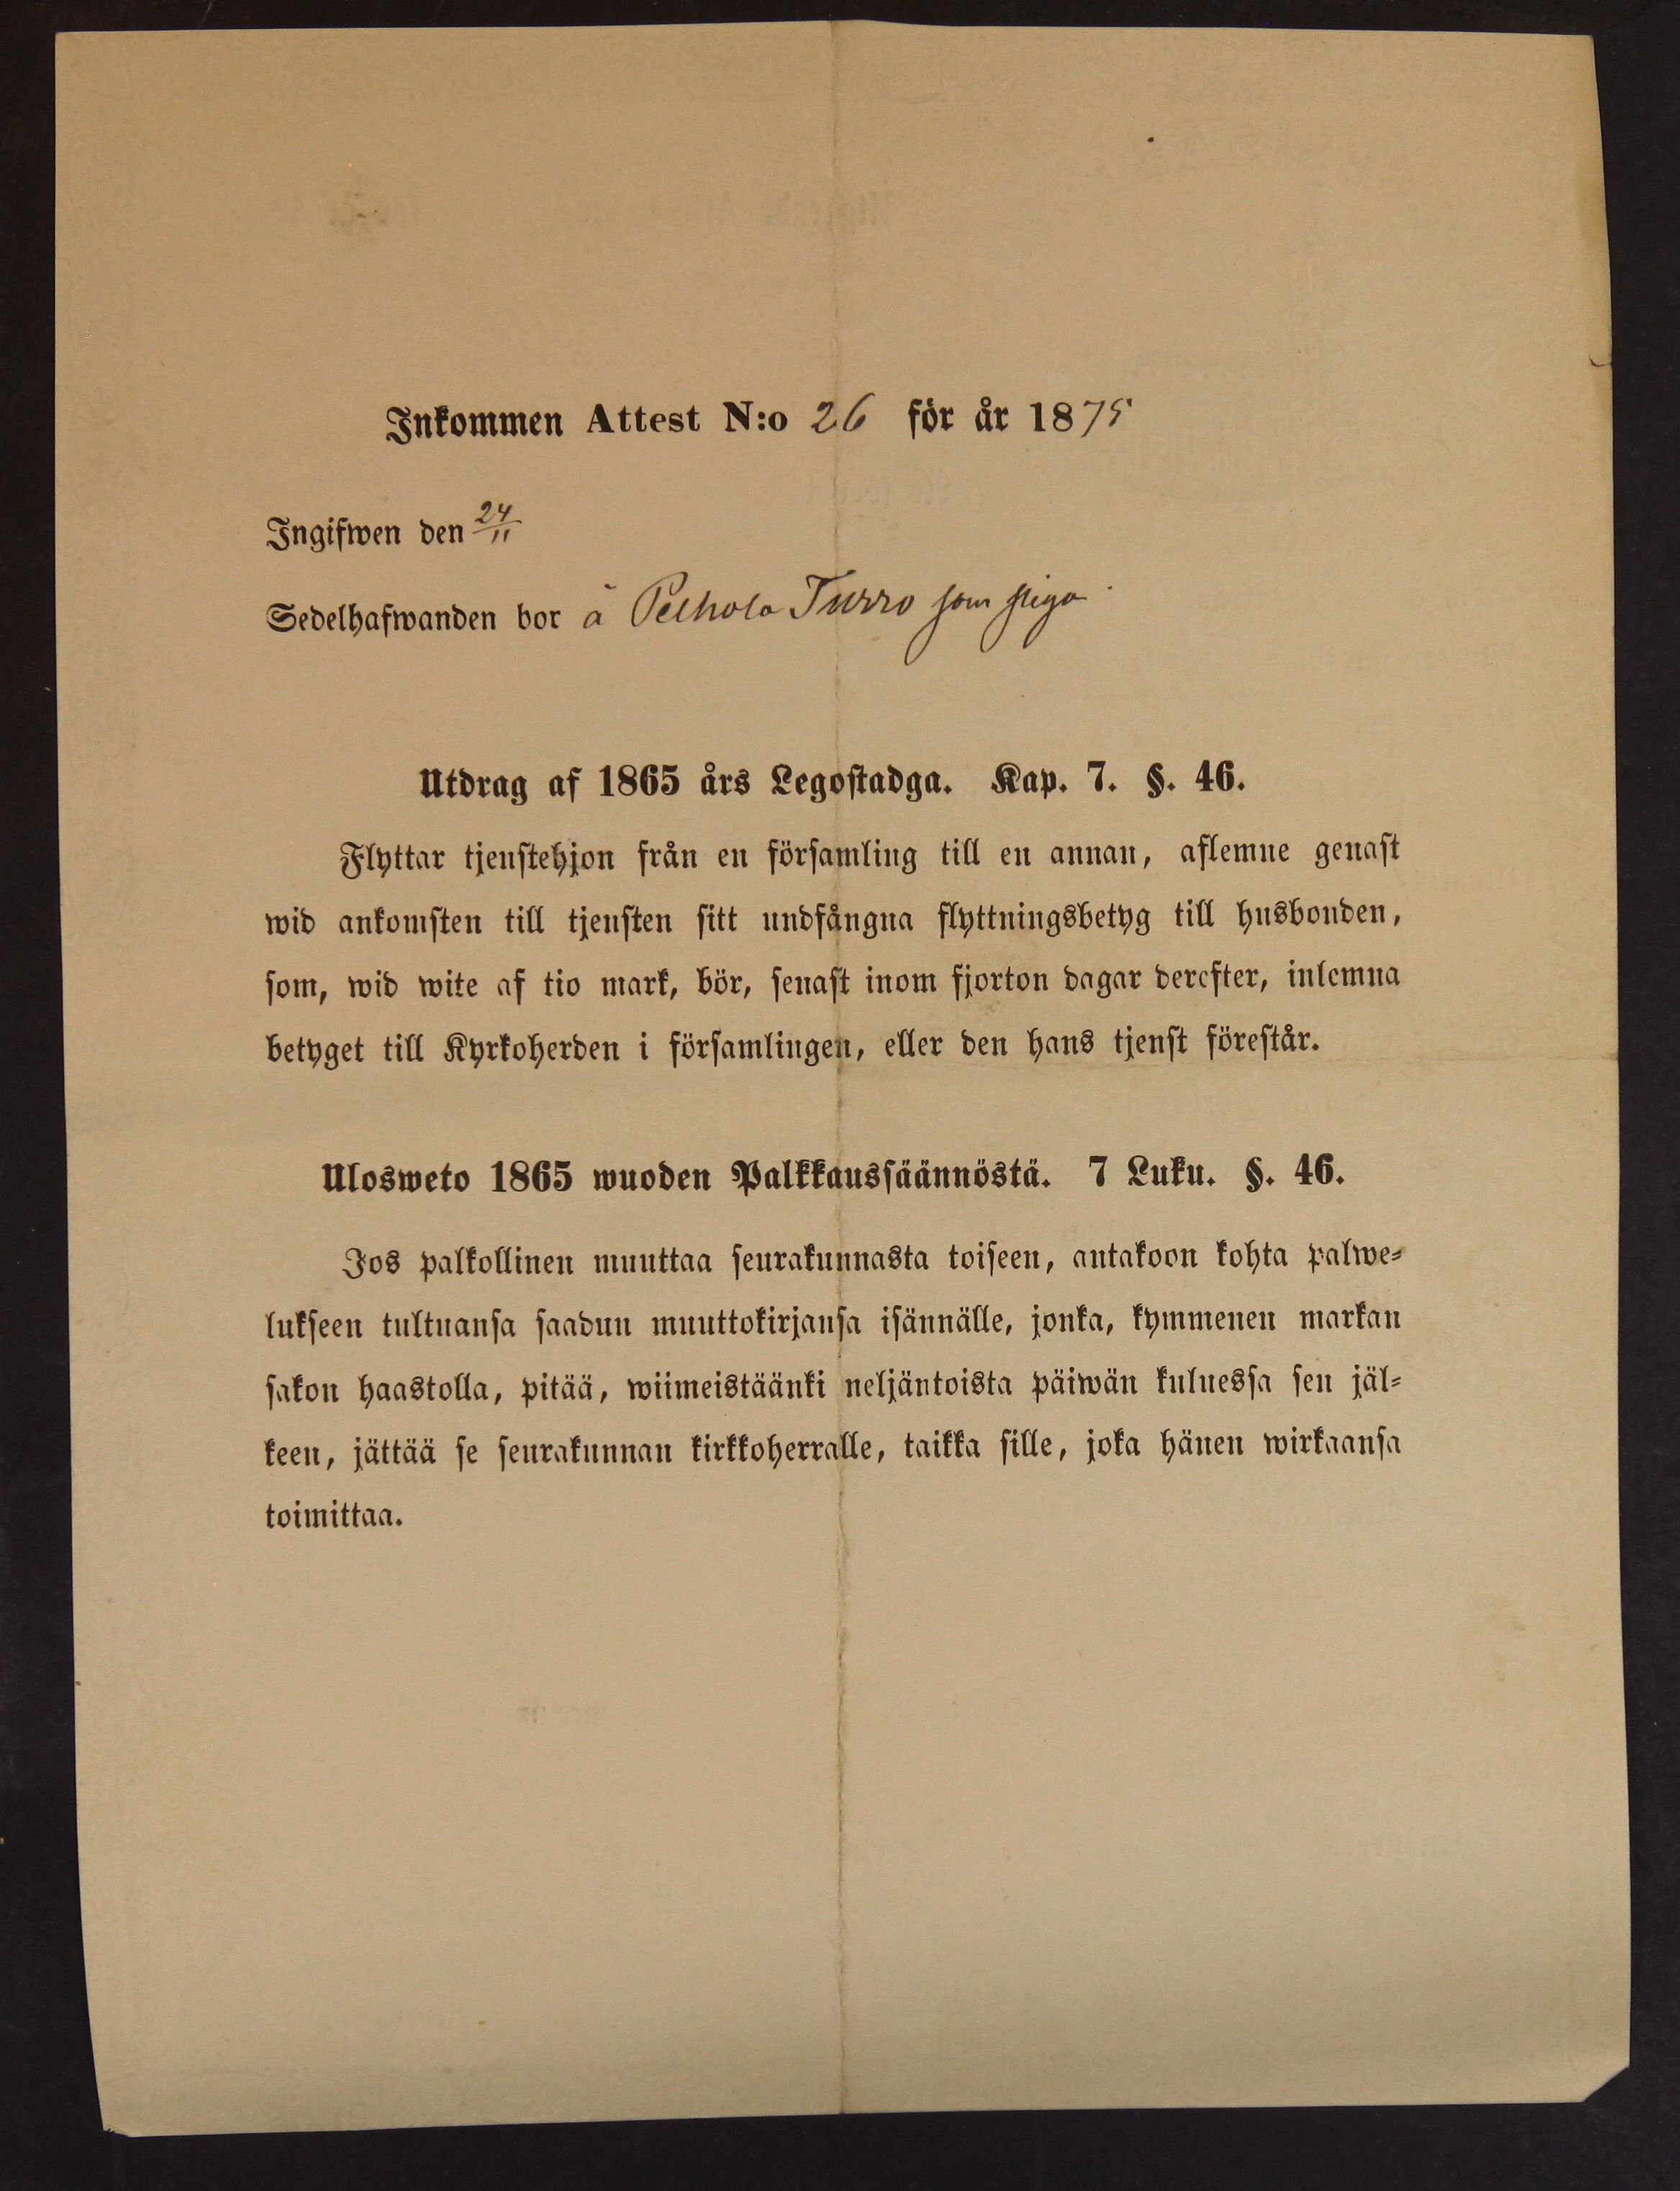 Inkommen Attest N:o 26 för år 1875
Ingifwen den 24/11
Sedelhafwanden bor å Pelhola Turro som piga
Utdrag af 1865 års Legostadga. Kap. 7. §. 46.
Flyttar tjenstehjon från en församling till en annan, aflemne genast
wid ankomsten till tjensten sitt undfångna flyttningsbetyg till husbonden,
som, wid wite af tio mark, bör, senast inom fjorton dagar derefter, inlemna
betyget till Kyrkoherden i församlingen, eller den hans tjenst förestår.
Ulosweto 1865 wuoden Palkkaussäännöstä. 7 Luku. §. 46.
Jos palkollinen muuttaa seurakunnasta toiseen, antakoon kohta palwe-
lukseen tultuansa saadun muuttokirjansa isännälle, jonka, kymmenen markan
sakon haastolla, pitää, wiimeistäänki neljäntoista päiwän kuluessa sen jäl-
keen, jättää se seurakunnan kirkkoherralle, taikka sille, joka hänen wirkaansa
toimittaa.